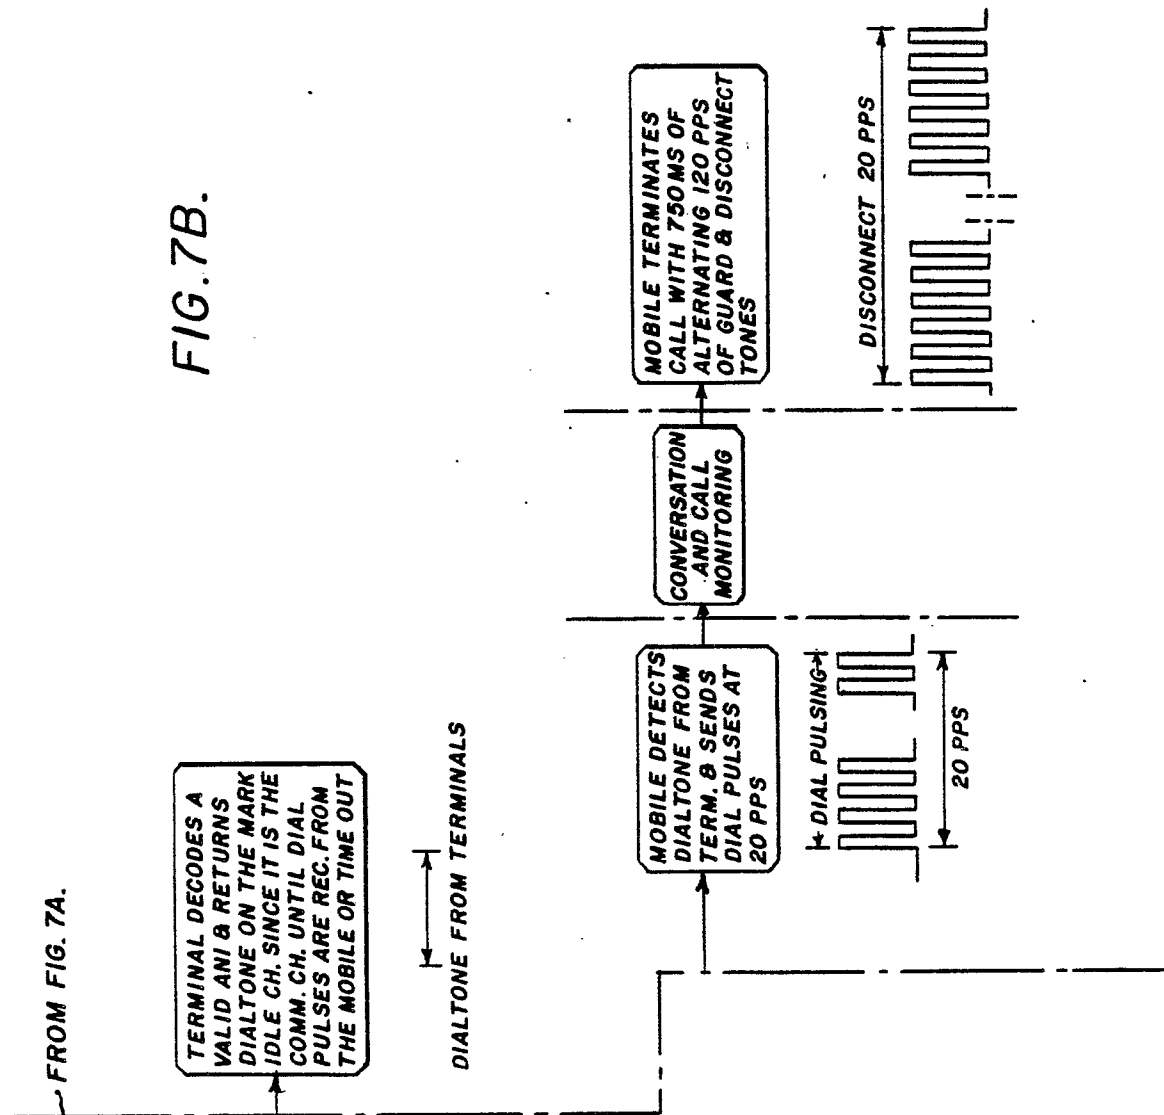 FIG. 7B.
FROM FIG. 7A.
TERMINAL DECODES A
VALID ANI & RETURNS
DIALTONE ON THE MARK
IDLE CH. SINCE IT IS THE
COMM. CH. UNTIL DIAL
PULSES ARE REC. FROM
THE MOBILE OR TIME OUT
DIALTONE FROM TERMINALS
MOBILE DETECTS
DIALTONE FROM
TERM. & SENDS
DIAL PULSES AT
20 PPS
DIAL PULSING
20 PPS
CONVERSATION
AND CALL
MONITORING
MOBILE TERMINATES
CALL WITH 750 MS OF
ALTERNATING 120 PPS
OF GUARD & DISCONNECT
TONES
DISCONNECT 20 PPS